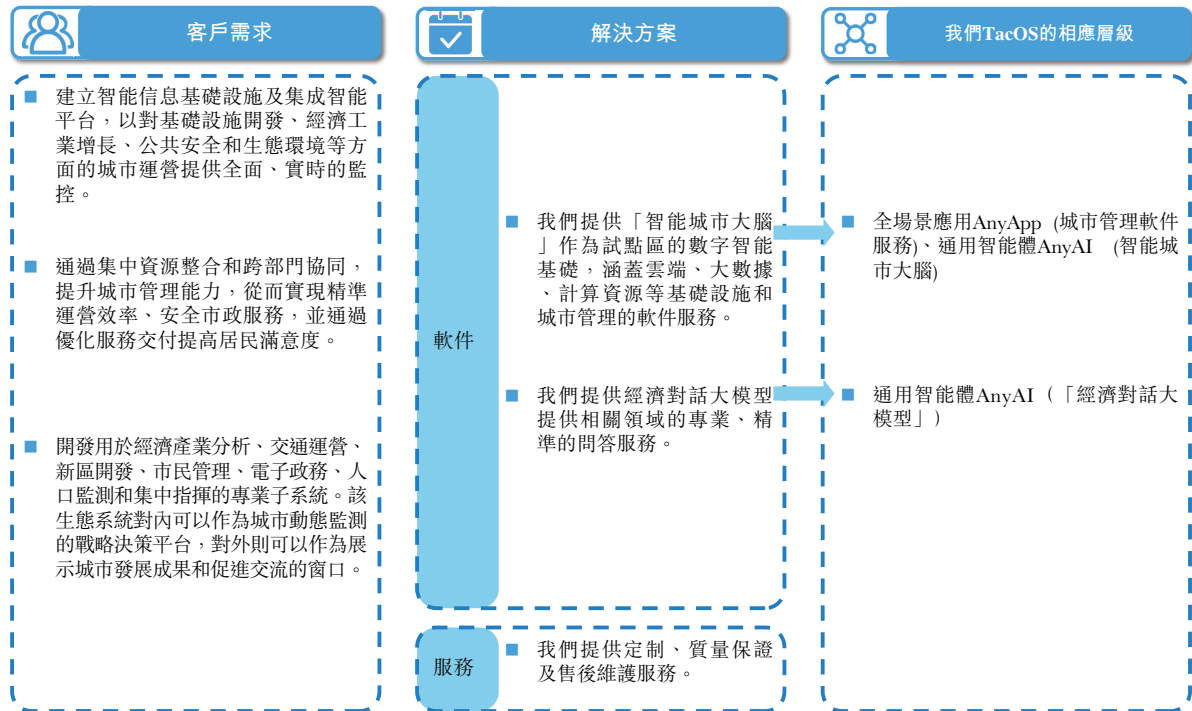 客戶需求
建立智能信息基礎設施及集成智能
平台，以對基礎設施開發、經濟工
業增長、公共安全和生態環境等方
面的城市運營提供全面、實時的監
控。
通過集中資源整合和跨部門協同，
提升城市管理能力，從而實現精準
運營效率、安全市政服務，並通過
優化服務交付提高居民滿意度。
開發用於經濟產業分析、交通運營、
新區開發、市民管理、電子政務、人
口監測和集中指揮的專業子系統。該
生態系統對內可以作為城市動態監測
的戰略決策平台，對外則可以作為展
示城市發展成果和促進交流的窗口。
解決方案
軟件
我們提供「智能城市大腦
」作為試點區的數字智能
基礎，涵蓋雲端、大數據
、計算資源等基礎設施和
城市管理的軟件服務。
我們提供經濟對話大模型
提供相關領域的專業、精
準的問答服務。
服務
我們提供定制、質量保證
及售後維護服務。
我們TacOS的相應層級
全場景應用AnyApp (城市管理軟件
服務)、通用智能體AnyAI (智能城
市大腦)
通用智能體AnyAI（「經濟對話大
模型」）